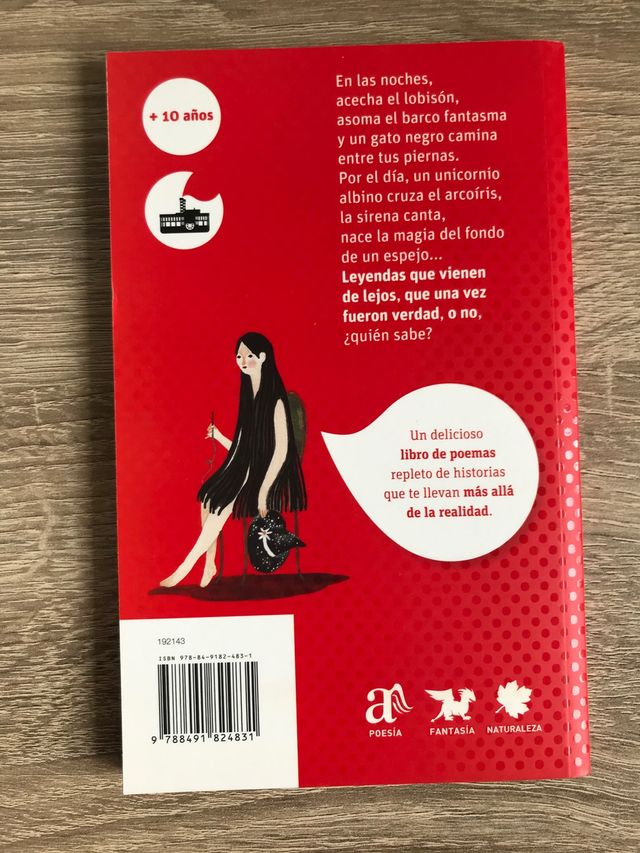 + 10 años
En las noches,
acecha el lobisón,
asoma el barco fantasma
y un gato negro camina
entre tus piernas.
Por el día, un unicornio
albino cruza el arcoíris,
la sirena canta,
nace la magia del fondo
de un espejo...
Leyendas que vienen
de lejos, que una vez
fueron verdad, o no,
¿quién sabe?
Un delicioso
libro de poemas
repleto de historias
que te llevan más allá
de la realidad.
192143
ISBN 978-84-9182-483-1
9 788491 824831
a
POESÍA
FANTASÍA
NATURALEZA